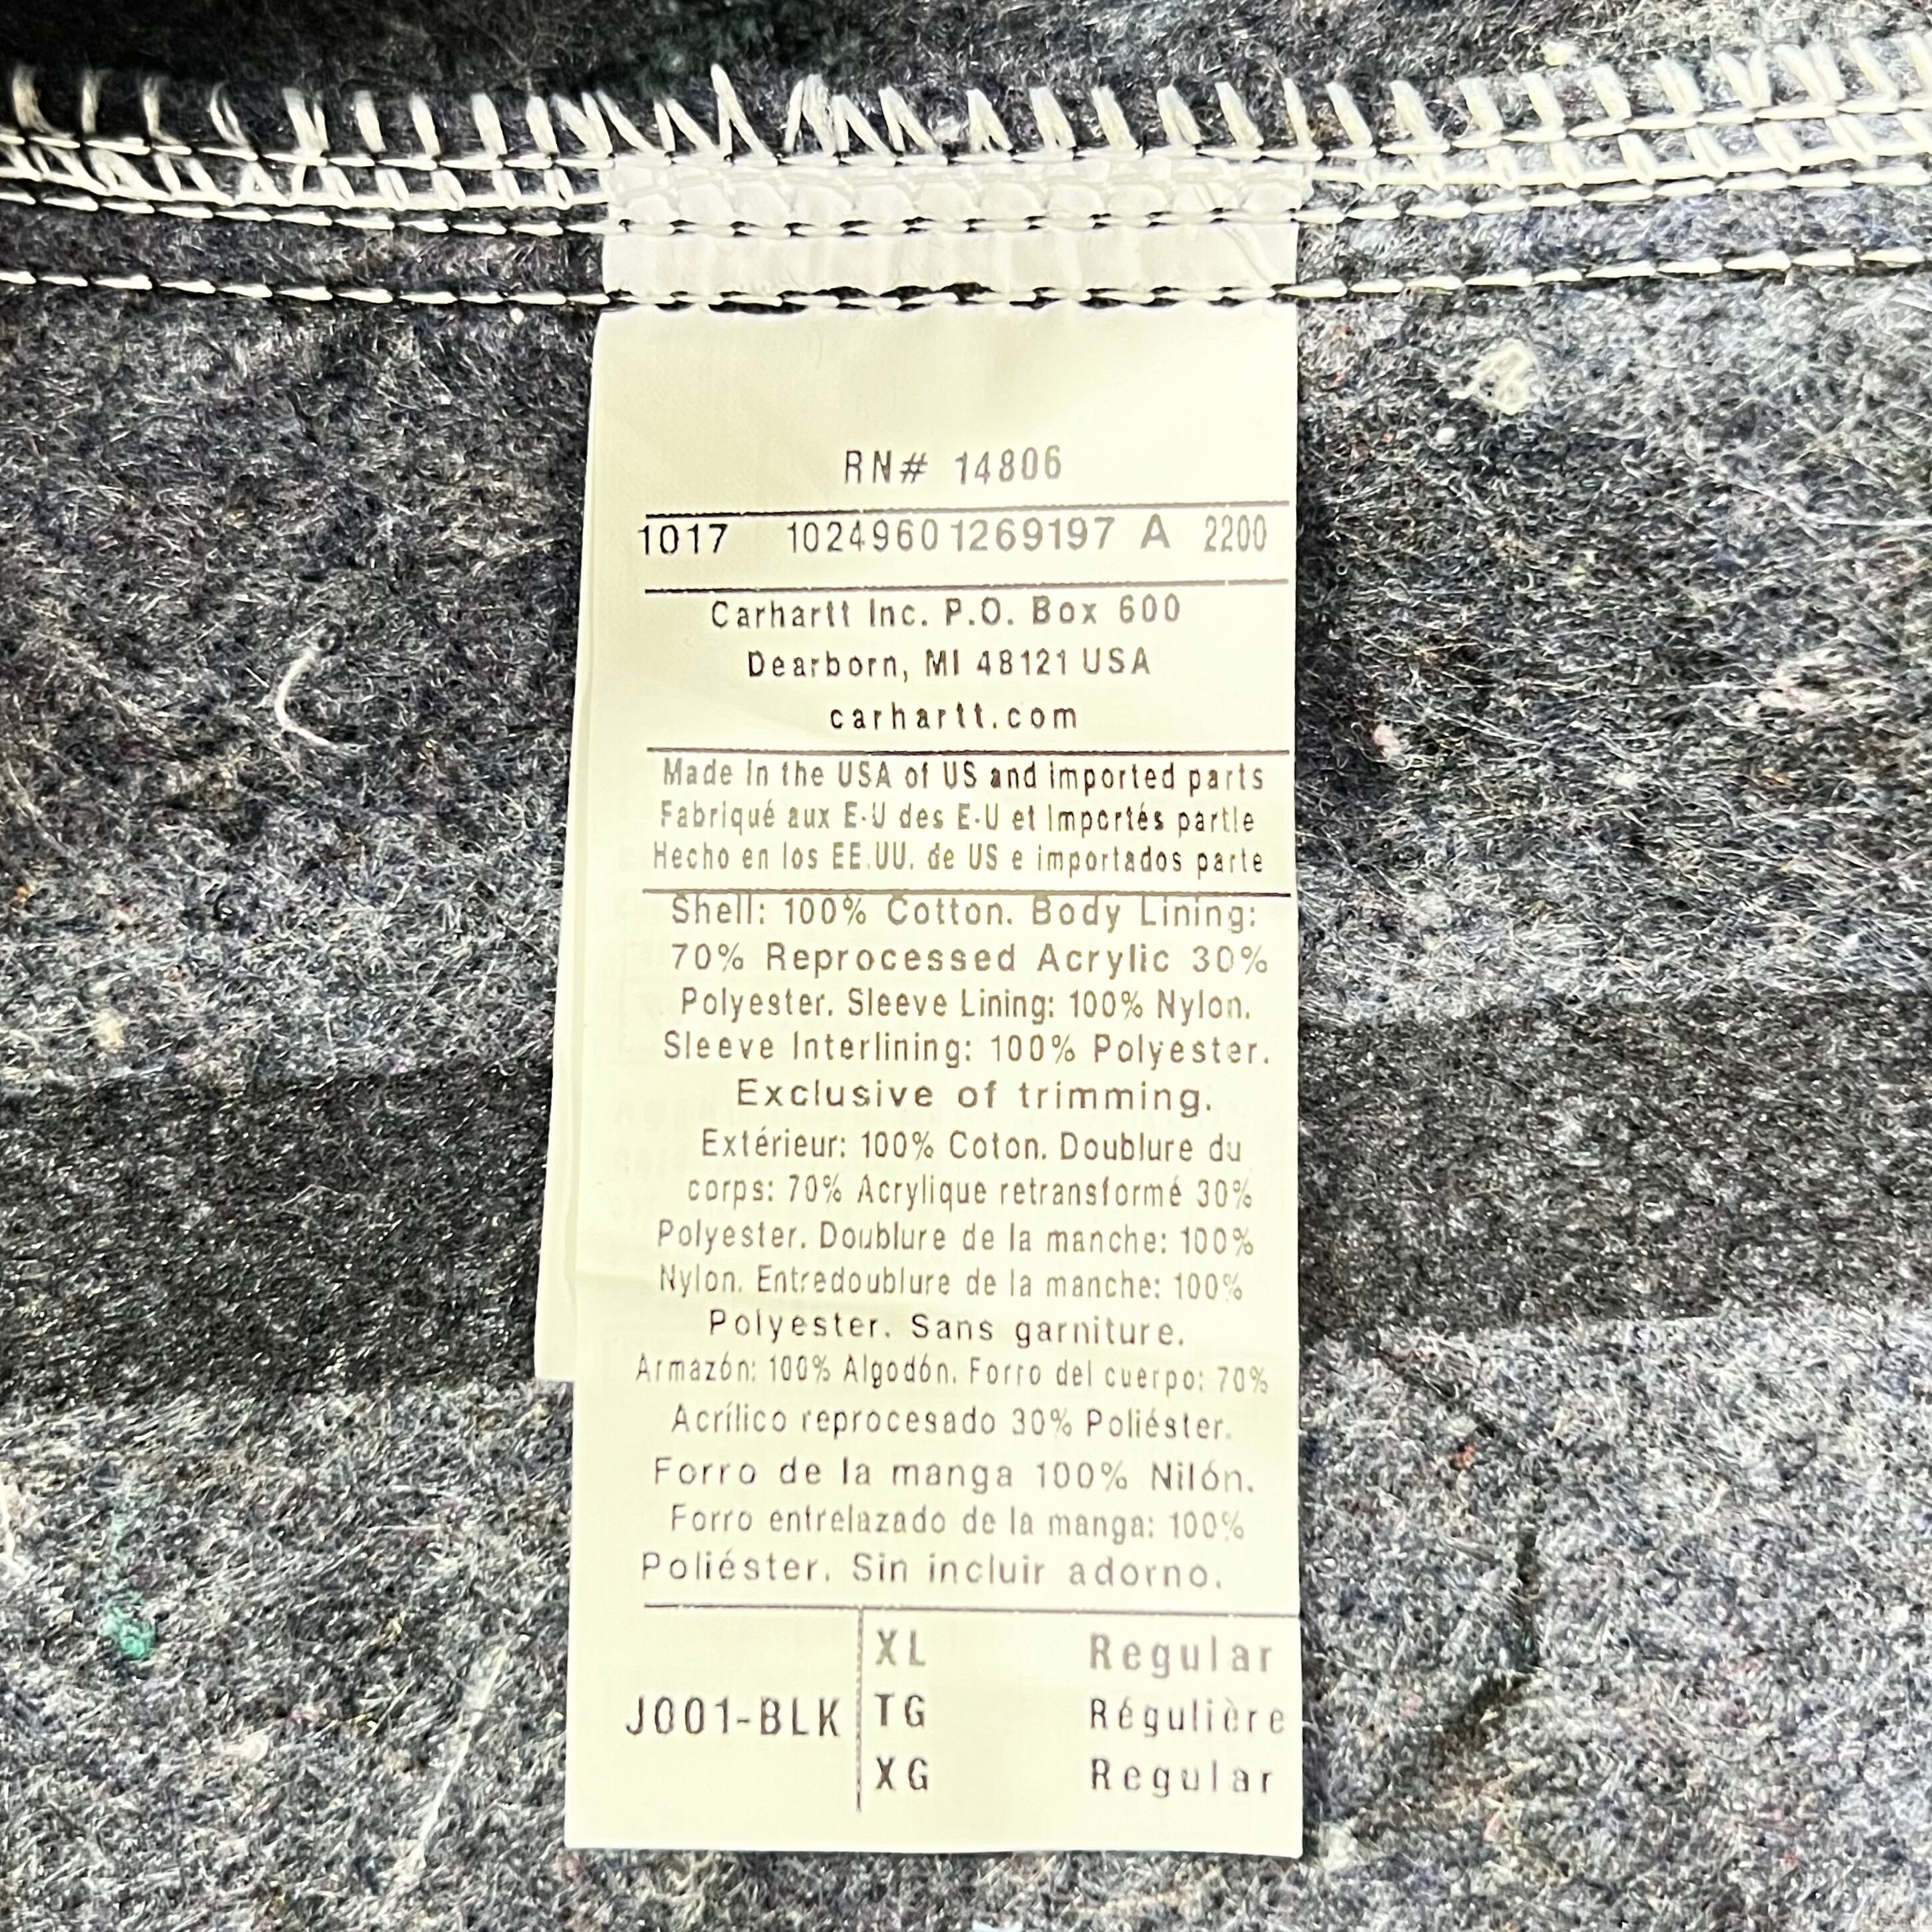 RN# 14806
1017 1024960 1269197 A 2200
Carhartt Inc. P.O. Box 600
Dearborn, MI 48121 USA
carhartt.com
Made in the USA of US and imported parts
Fabriqué aux E-U des E-U et Importés partie
Hecho en los EE.UU. de US e importados parte
Shell: 100% Cotton. Body Lining:
70% Reprocessed Acrylic 30%
Polyester. Sleeve Lining: 100% Nylon.
Sleeve Interlining: 100% Polyester.
Exclusive of trimming.
Extérieur: 100% Coton. Doublure du
corps: 70% Acrylique retransformé 30%
Polyester. Doublure de la manche: 100%
Nylon. Entredoublure de la manche: 100%
Polyester. Sans garniture.
Armazón: 100% Algodón. Forro del cuerpo: 70%
Acrílico reprocesado 30% Poliéster.
Forro de la manga 100% Nilón.
Forro entrelazado de la manga: 100%
Poliéster. Sin incluir adorno.
XL Regular
J001-BLK TG Régulière
XG Regular